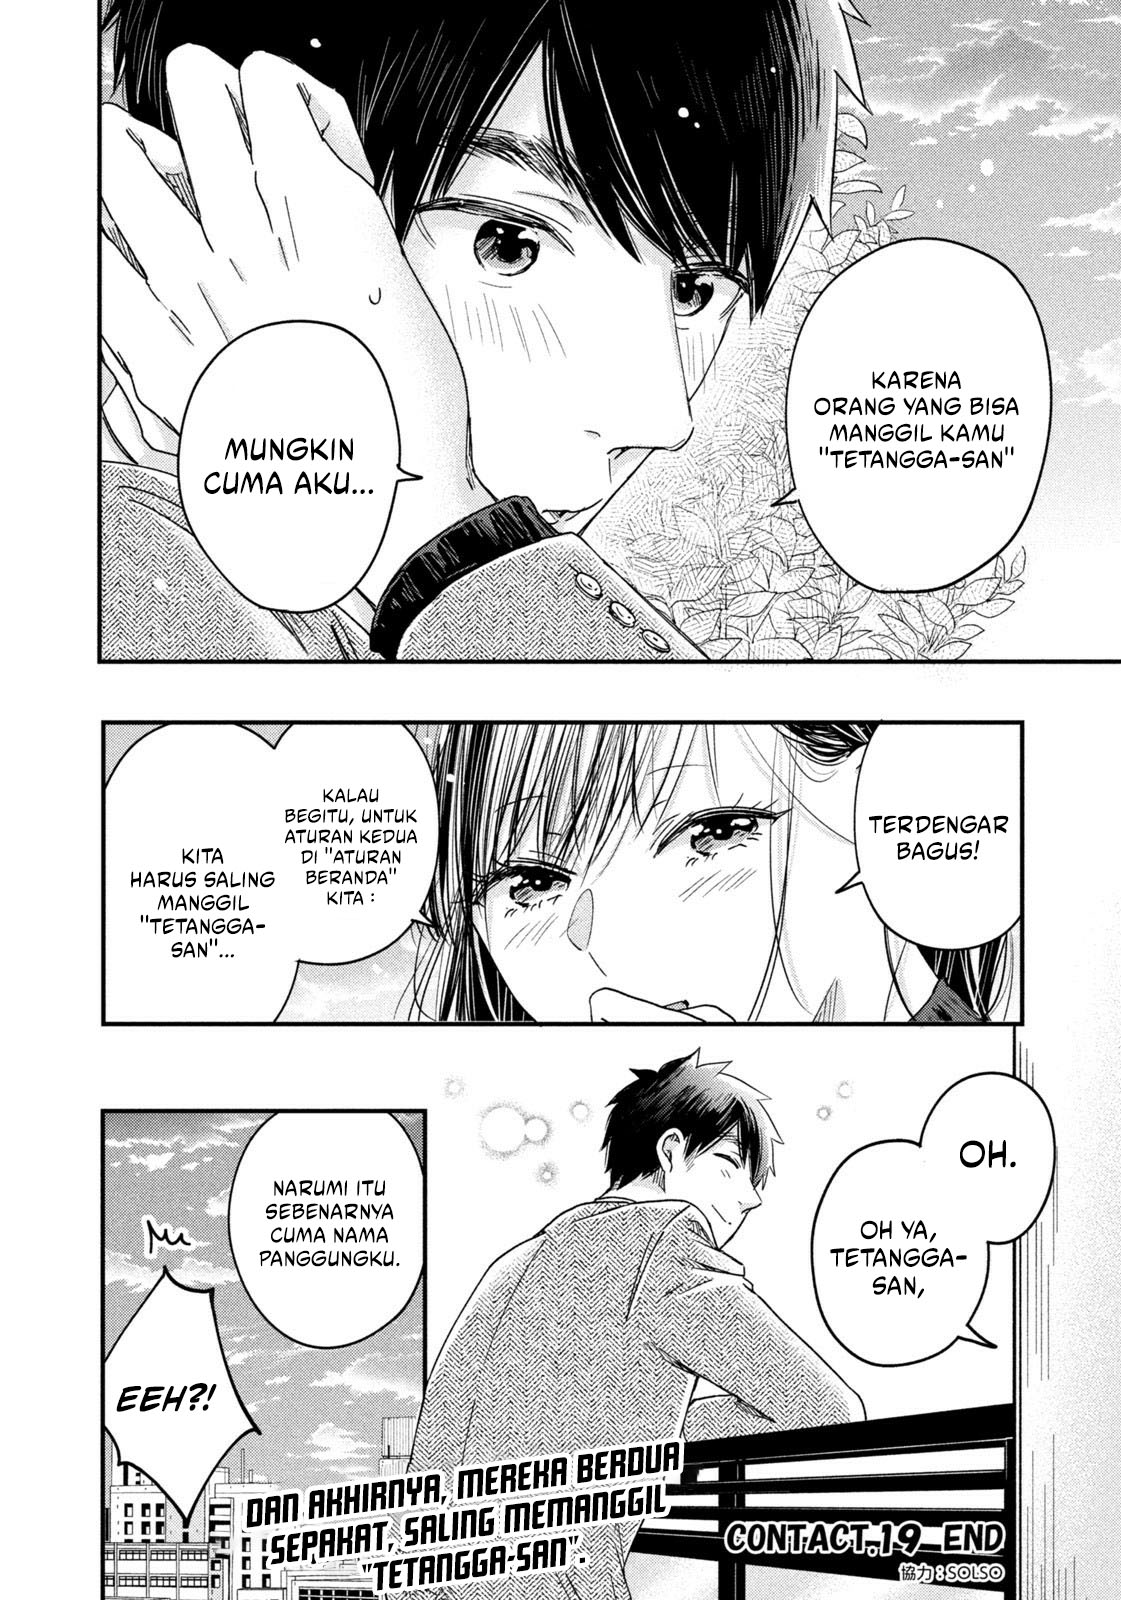 KARENA
ORANG YANG BISA
MANGGIL KAMU
"TETANGGA-SAN"
MUNGKIN
CUMA AKU...
TERDENGAR
BAGUS!
KALAU
BEGITU, UNTUK
ATURAN KEDUA
DI "ATURAN
BERANDA"
KITA :
KITA
HARUS SALING
MANGGIL
"TETANGGA-
SAN"...
OH.
OH YA,
TETANGGA-
SAN,
NARUMI ITU
SEBENARNYA
CUMA NAMA
PANGGUNGKU.
EEH?!
DAN AKHIRNYA, MEREKA BERDUA
SEPAKAT, SALING MEMANGGIL
"TETANGGA-SAN".
CONTACT.19 END
協力:SOLSO